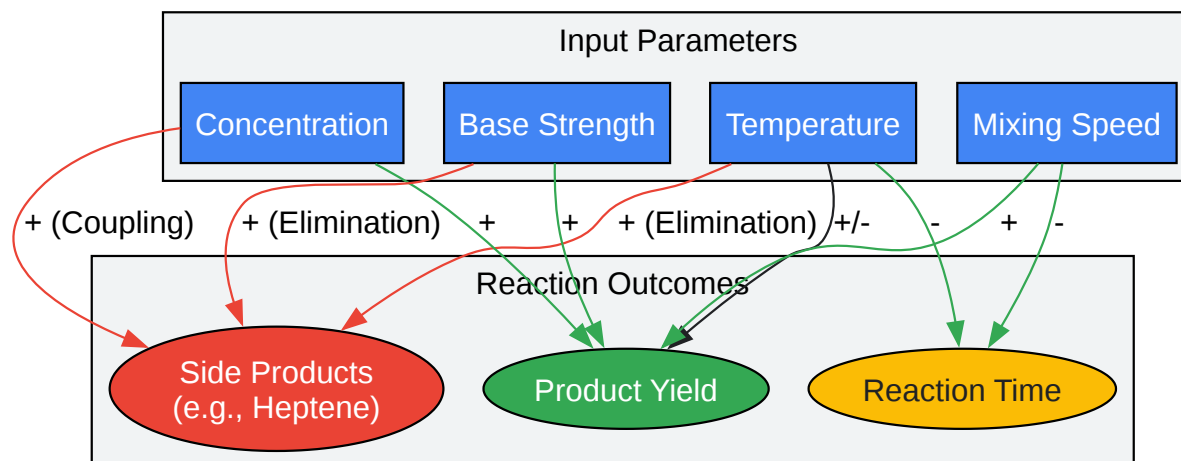 Input Parameters
Concentration
Base Strength
Temperature
Mixing Speed
+ (Coupling)
+ (Elimination)
+
+
+ (Elimination)
+/-
-
+
-
Reaction Outcomes
Side Products
(e.g., Heptene)
Product Yield
Reaction Time